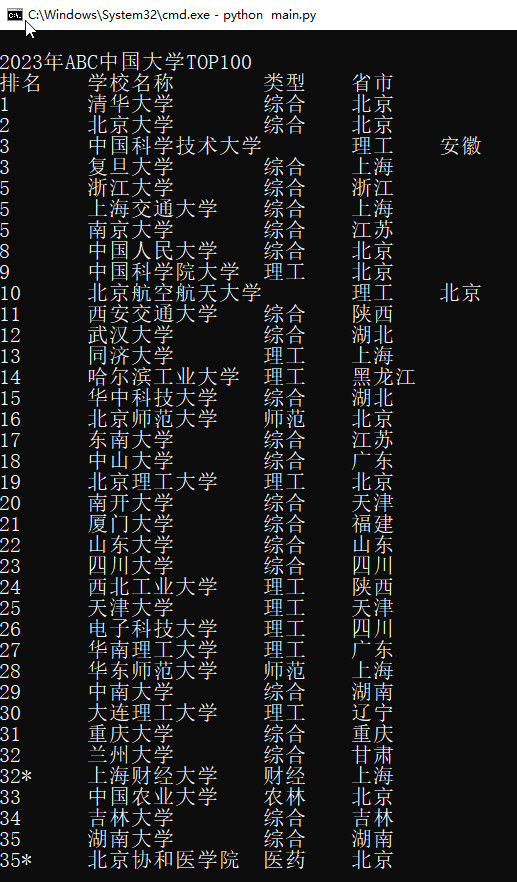 C:\Windows\System32\cmd.exe - python  main.py
2023年ABC中国大学TOP100
排名 学校名称 类型 省市
1 清华大学 综合 北京
2 北京大学 综合 北京
3 中国科学技术大学 理工 安徽
3 复旦大学 综合 上海
5 浙江大学 综合 浙江
5 上海交通大学 综合 上海
5 南京大学 综合 江苏
8 中国人民大学 综合 北京
9 中国科学院大学 理工 北京
10 北京航空航天大学 理工 北京
11 西安交通大学 综合 陕西
12 武汉大学 综合 湖北
13 同济大学 理工 上海
14 哈尔滨工业大学 理工 黑龙江
15 华中科技大学 综合 湖北
16 北京师范大学 师范 北京
17 东南大学 综合 江苏
18 中山大学 综合 广东
19 北京理工大学 理工 北京
20 南开大学 综合 天津
21 厦门大学 综合 福建
22 山东大学 综合 山东
23 四川大学 综合 四川
24 西北工业大学 理工 陕西
25 天津大学 理工 天津
26 电子科技大学 理工 四川
27 华南理工大学 理工 广东
28 华东师范大学 师范 上海
29 中南大学 综合 湖南
30 大连理工大学 理工 辽宁
31 重庆大学 综合 重庆
32 兰州大学 综合 甘肃
32* 上海财经大学 财经 上海
33 中国农业大学 农林 北京
34 吉林大学 综合 吉林
35 湖南大学 综合 湖南
35* 北京协和医学院 医药 北京